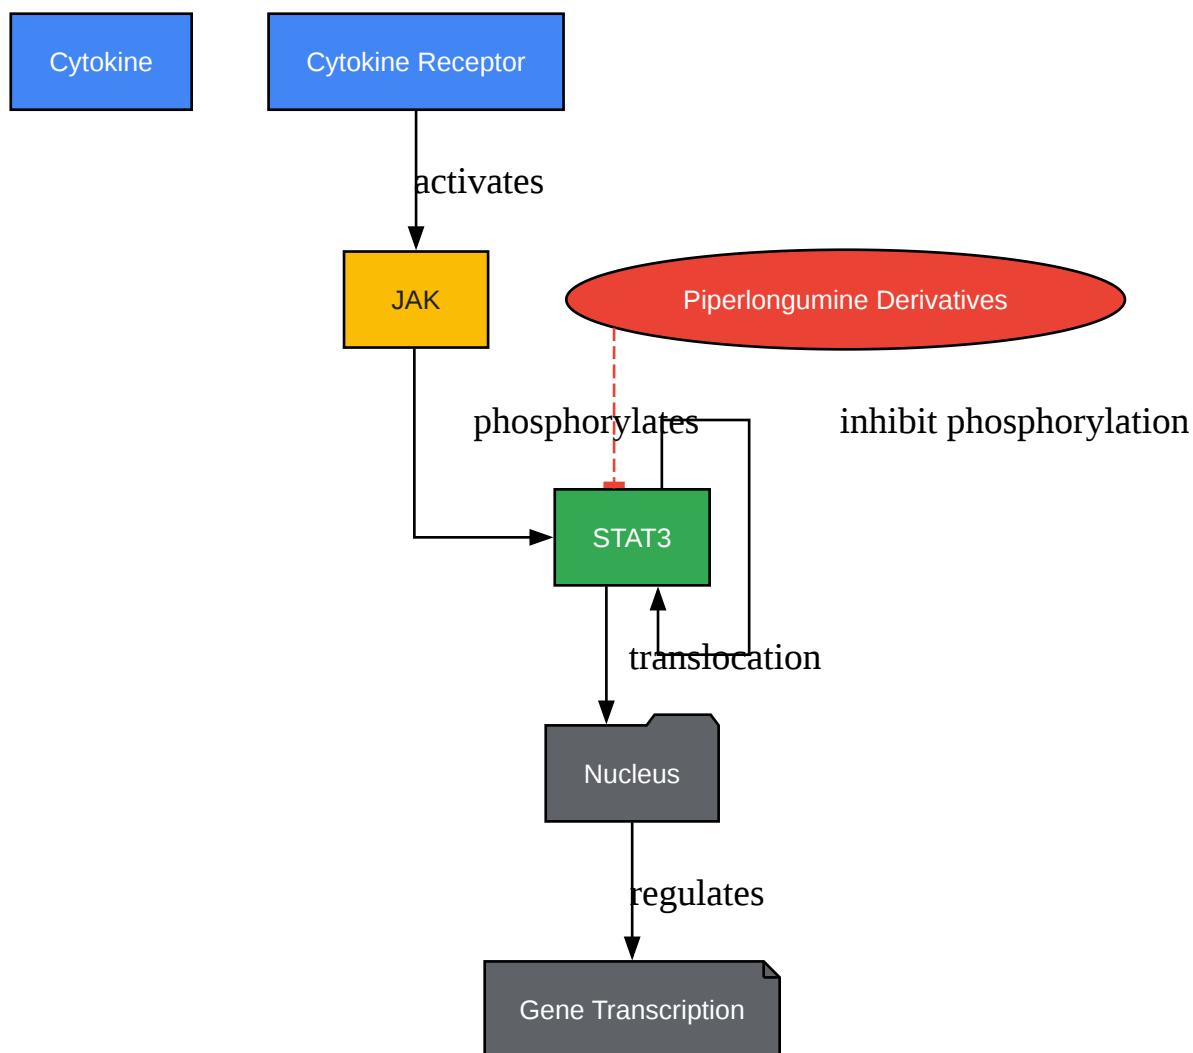 Cytokine
Cytokine Receptor
activates
JAK
Piperlongumine Derivatives
phosphorylates
inhibit phosphorylation
STAT3
translocation
Nucleus
regulates
Gene Transcription